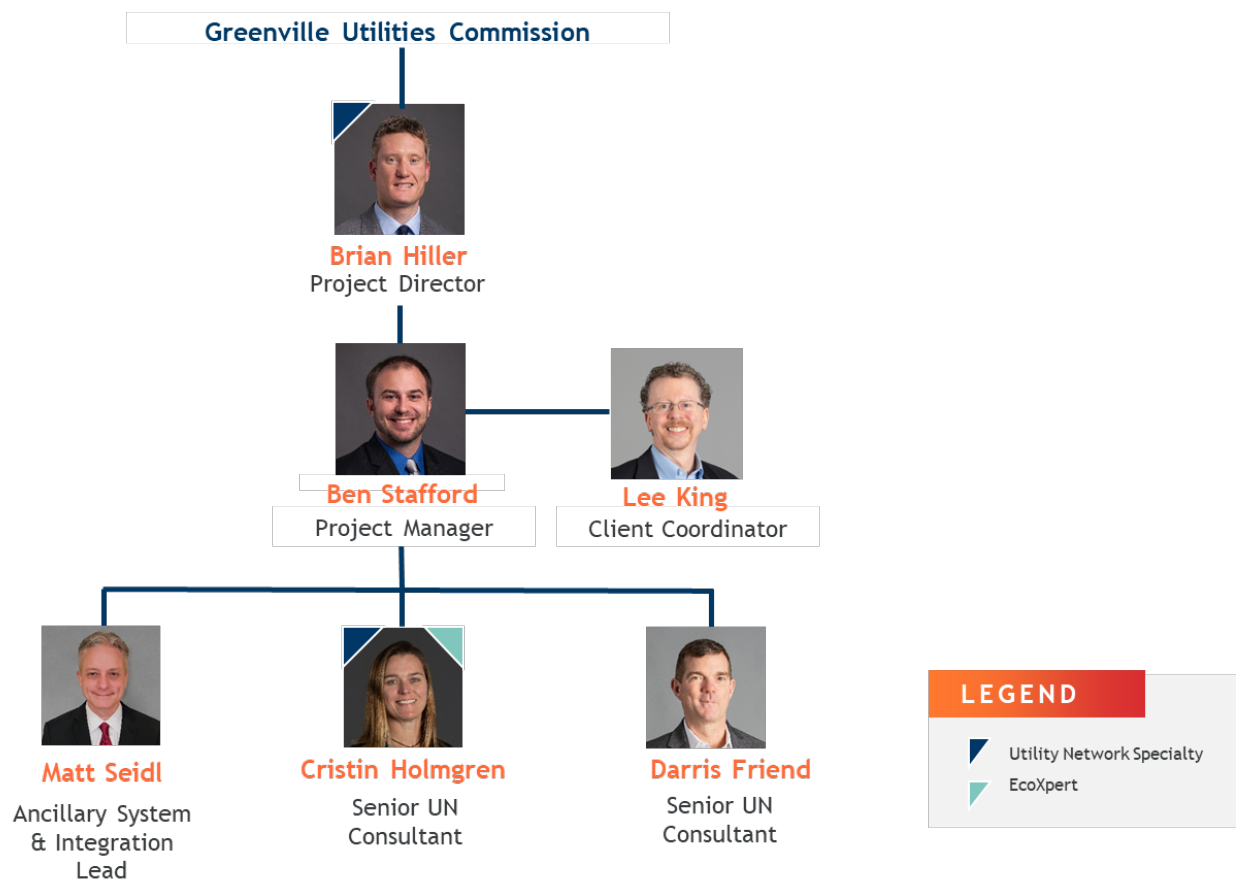 Greenville Utilities Commission
Brian Hiller
Project Director
Ben Stafford
Project Manager
Lee King
Client Coordinator
Matt Seidl
Ancillary System
& Integration
Lead
Cristin Holmgren
Senior UN
Consultant
Darris Friend
Senior UN
Consultant
LEGEND
Utility Network Specialty
EcoXpert